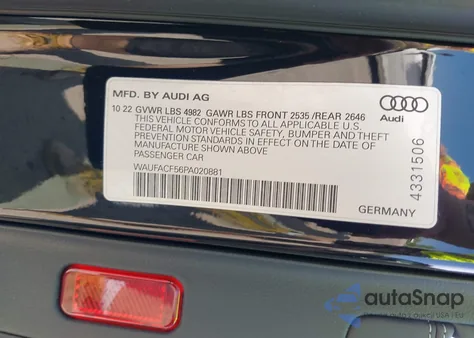 MFD. BY AUDI AG
10 22 GVWR LBS 4982 GAWR LBS FRONT 2535 /REAR 2646
THIS VEHICLE CONFORMS TO ALL APPLICABLE U.S.
FEDERAL MOTOR VEHICLE SAFETY, BUMPER AND THEFT
PREVENTION STANDARDS IN EFFECT ON THE DATE OF
MANUFACTURE SHOWN ABOVE.
PASSENGER CAR
WAUFACF56PA020881
Audi
4331506
GERMANY
autoSnap